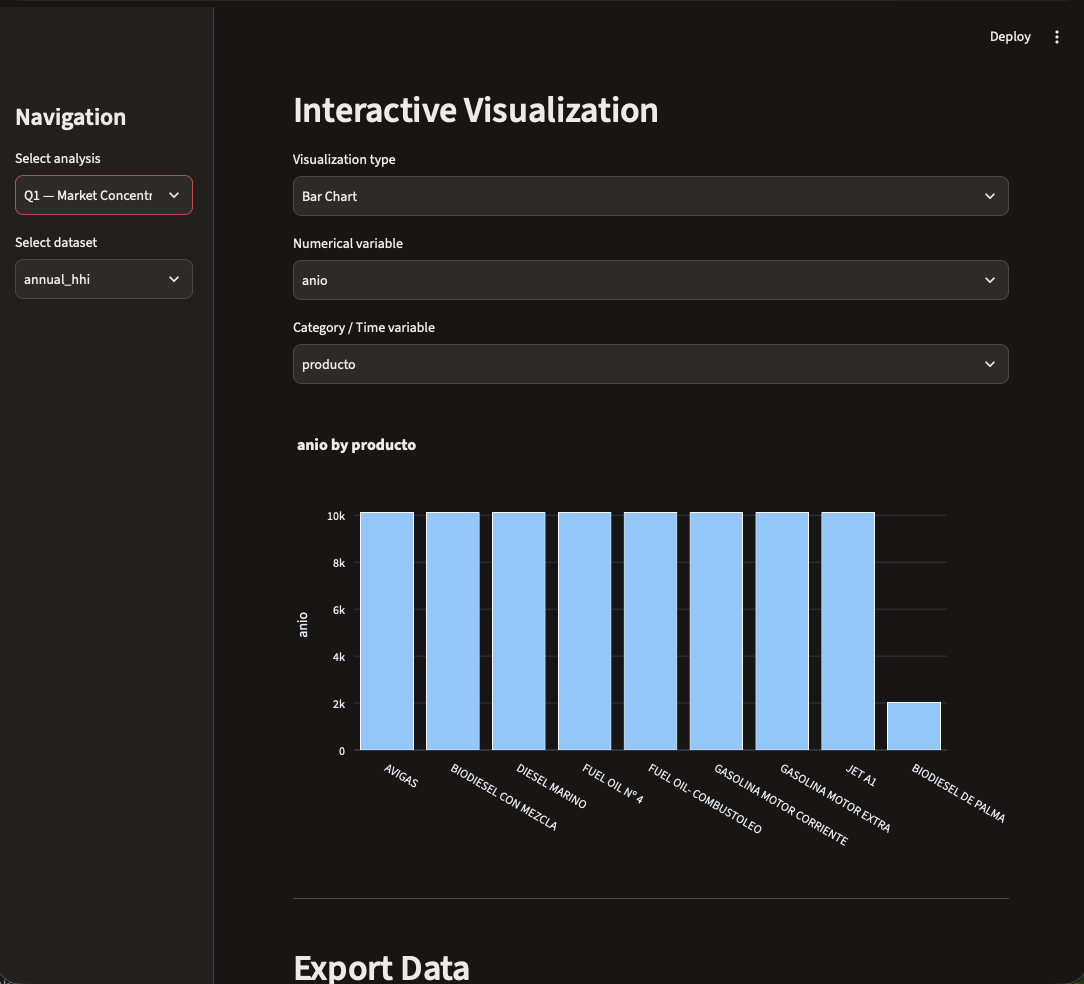 Deploy
Navigation
Select analysis
Q1 — Market Concentr
Select dataset
annual_hhi
Interactive Visualization
Visualization type
Bar Chart
Numerical variable
anio
Category / Time variable
producto
anio by producto
10k
8k
6k
4k
2k
0
anio
AVIGAS
BIODIESEL CON MEZCLA
DIESEL MARINO
FUEL OIL N°4
FUEL OIL- COMBUSTOLEO
GASOLINA MOTOR CORRIENTE
GASOLINA MOTOR EXTRA
JET A1
BIODIESEL DE PALMA
Export Data